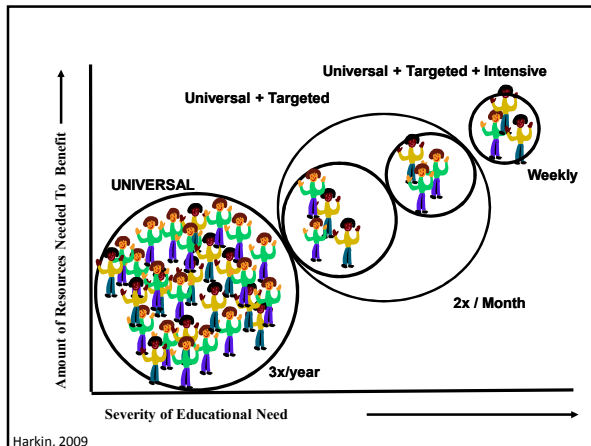 Universal + Targeted + Intensive
Universal + Targeted
UNIVERSAL
Weekly
2x / Month
3x/year
Amount of Resources Needed To Benefit
Severity of Educational Need
Harkin, 2009